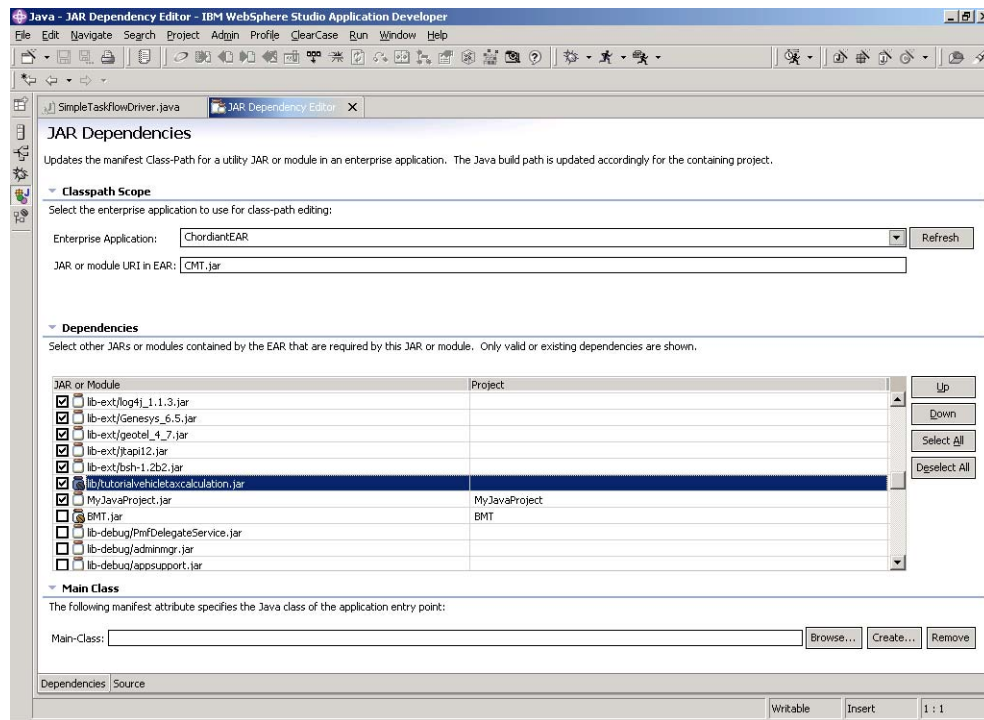 Java - JAR Dependency Editor - IBM WebSphere Studio Application Developer
File Edit Navigate Search Project Admin Profile ClearCase Run Window Help
SimpleTaskflowDriver.java JAR Dependency Editor
JAR Dependencies
Updates the manifest Class-Path for a utility JAR or module in an enterprise application. The Java build path is updated accordingly for the containing project.
Classpath Scope
Select the enterprise application to use for class-path editing:
Enterprise Application: ChordiantEAR Refresh
JAR or module URI in EAR: CMT.jar
Dependencies
Select other JARs or modules contained by the EAR that are required by this JAR or module. Only valid or existing dependencies are shown.
JAR or Module Project Up
lib-ext/log4j_1.1.3.jar
lib-ext/Genesys_6.5.jar Down
lib-ext/geotel_4_7.jar
lib-ext/jtapi12.jar Select All
lib-ext/bsh-1.2b2.jar Deselect All
lib/tutorialvehicletaxcalculation.jar
MyJavaProject.jar MyJavaProject
BMT.jar BMT
lib-debug/PmfDelegateService.jar
lib-debug/adminmgr.jar
lib-debug/appsupport.jar
Main Class
The following manifest attribute specifies the Java class of the application entry point:
Main-Class: Browse... Create... Remove
Dependencies Source
Writable Insert 1 : 1